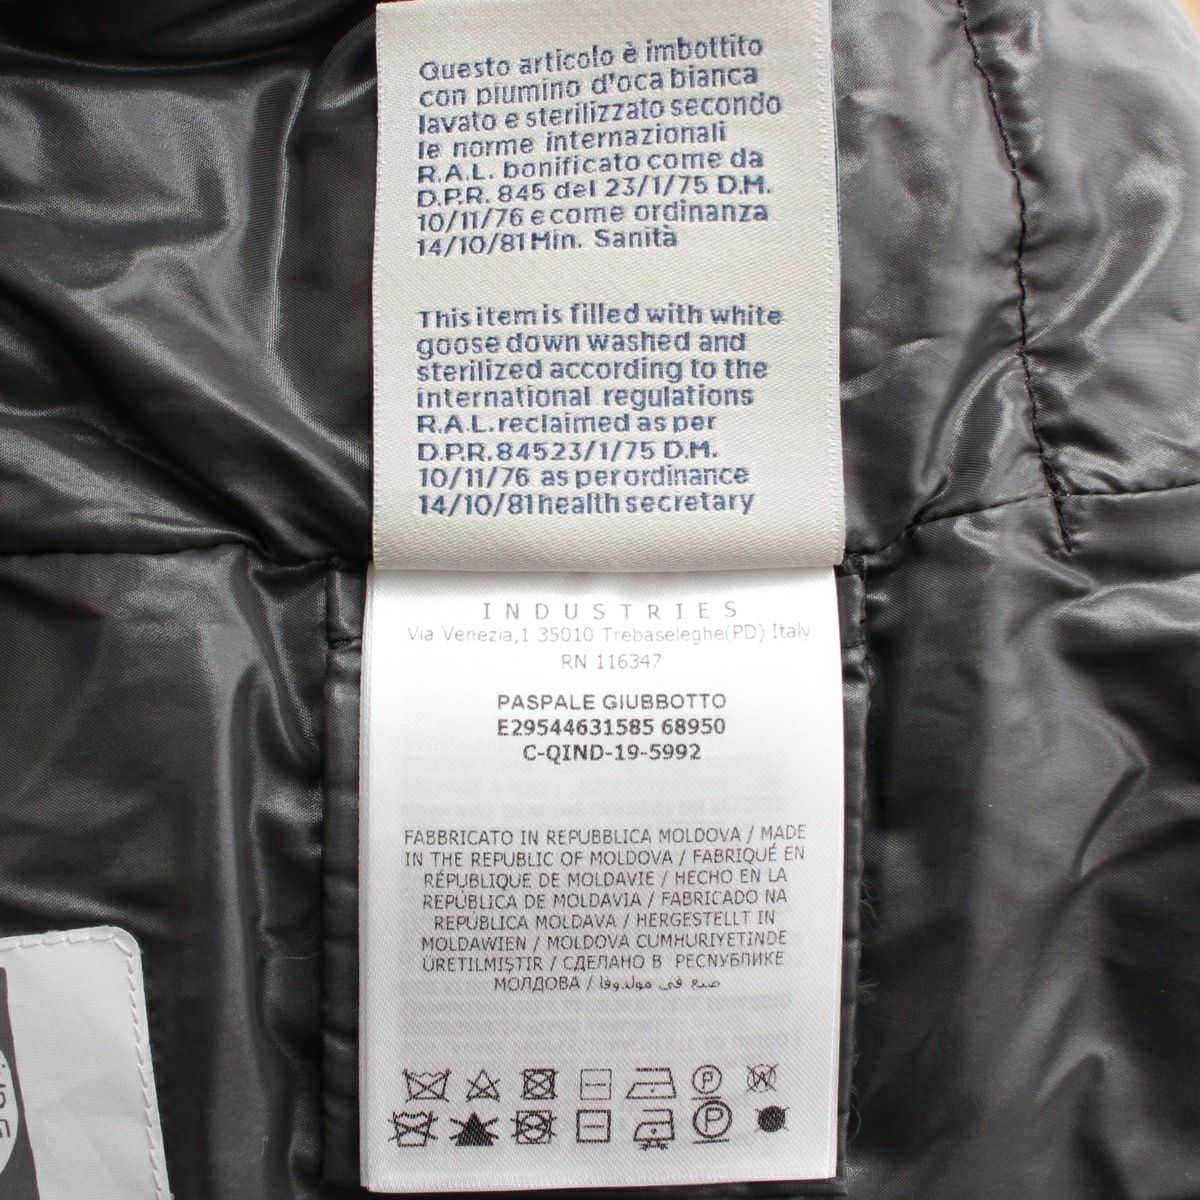 Questo articolo è imbottito
con piumino d'oca bianca
lavato e sterilizzato secondo
le norme internazionali
R.A.L. bonificato come da
D.P.R. 845 del 23/1/75 D.M.
10/11/76 e come ordinanza
14/10/81 Min. Sanità
This item is filled with white
goose down washed and
sterilized according to the
international regulations
R.A.L. reclaimed as per
D.P.R. 845 23/1/75 D.M.
10/11/76 as per ordinance
14/10/81 health secretary
INDUSTRIES
Via Venezia,1 35010 Trebaseleghe(PD) Italy
RN 116347
PASPALE GIUBBOTTO
E29544631585 68950
C-QIND-19-5992
FABBRICATO IN REPUBBLICA MOLDOVA / MADE
IN THE REPUBLIC OF MOLDOVA / FABRIQUÉ EN
RÉPUBLIQUE DE MOLDAVIE / HECHO EN LA
REPÚBLICA DE MOLDAVIA / FABRICADO NA
REPÚBLICA MOLDAVA / HERGESTELLT IN
MOLDAWIEN / MOLDOVA CUMHURIYETINDE
ÜRETILMIŞTIR / СДЕЛАНО В РЕСПУБЛИКЕ
МОЛДОВА / صنع في مولدوفا
P W
P